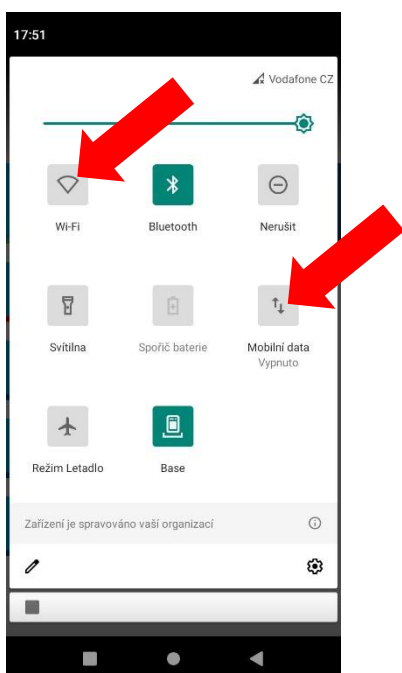 17:51
Vodafone CZ
Wi-Fi
Bluetooth
Nerušit
Svítilna
Spořič baterie
Mobilní data
Vypnuto
Režim Letadlo
Base
Zařízení je spravováno vaší organizací